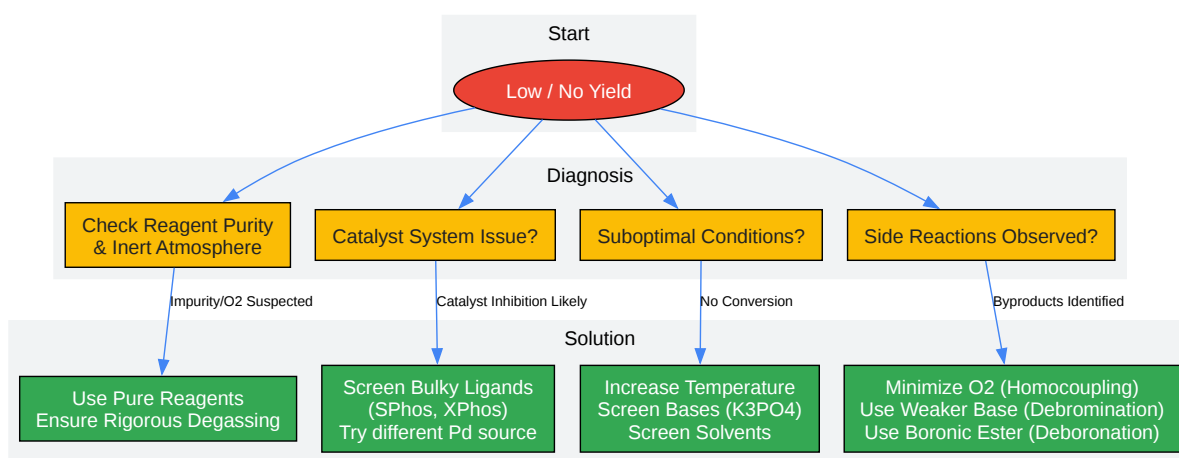 Start
Low / No Yield
Diagnosis
Check Reagent Purity
& Inert Atmosphere
Catalyst System Issue?
Suboptimal Conditions?
Side Reactions Observed?
Impurity/O2 Suspected
Catalyst Inhibition Likely
No Conversion
Byproducts Identified
Solution
Use Pure Reagents
Ensure Rigorous Degassing
Screen Bulky Ligands
(SPhos, XPhos)
Try different Pd source
Increase Temperature
Screen Bases (K3PO4)
Screen Solvents
Minimize O2 (Homocoupling)
Use Weaker Base (Debromination)
Use Boronic Ester (Deboronation)